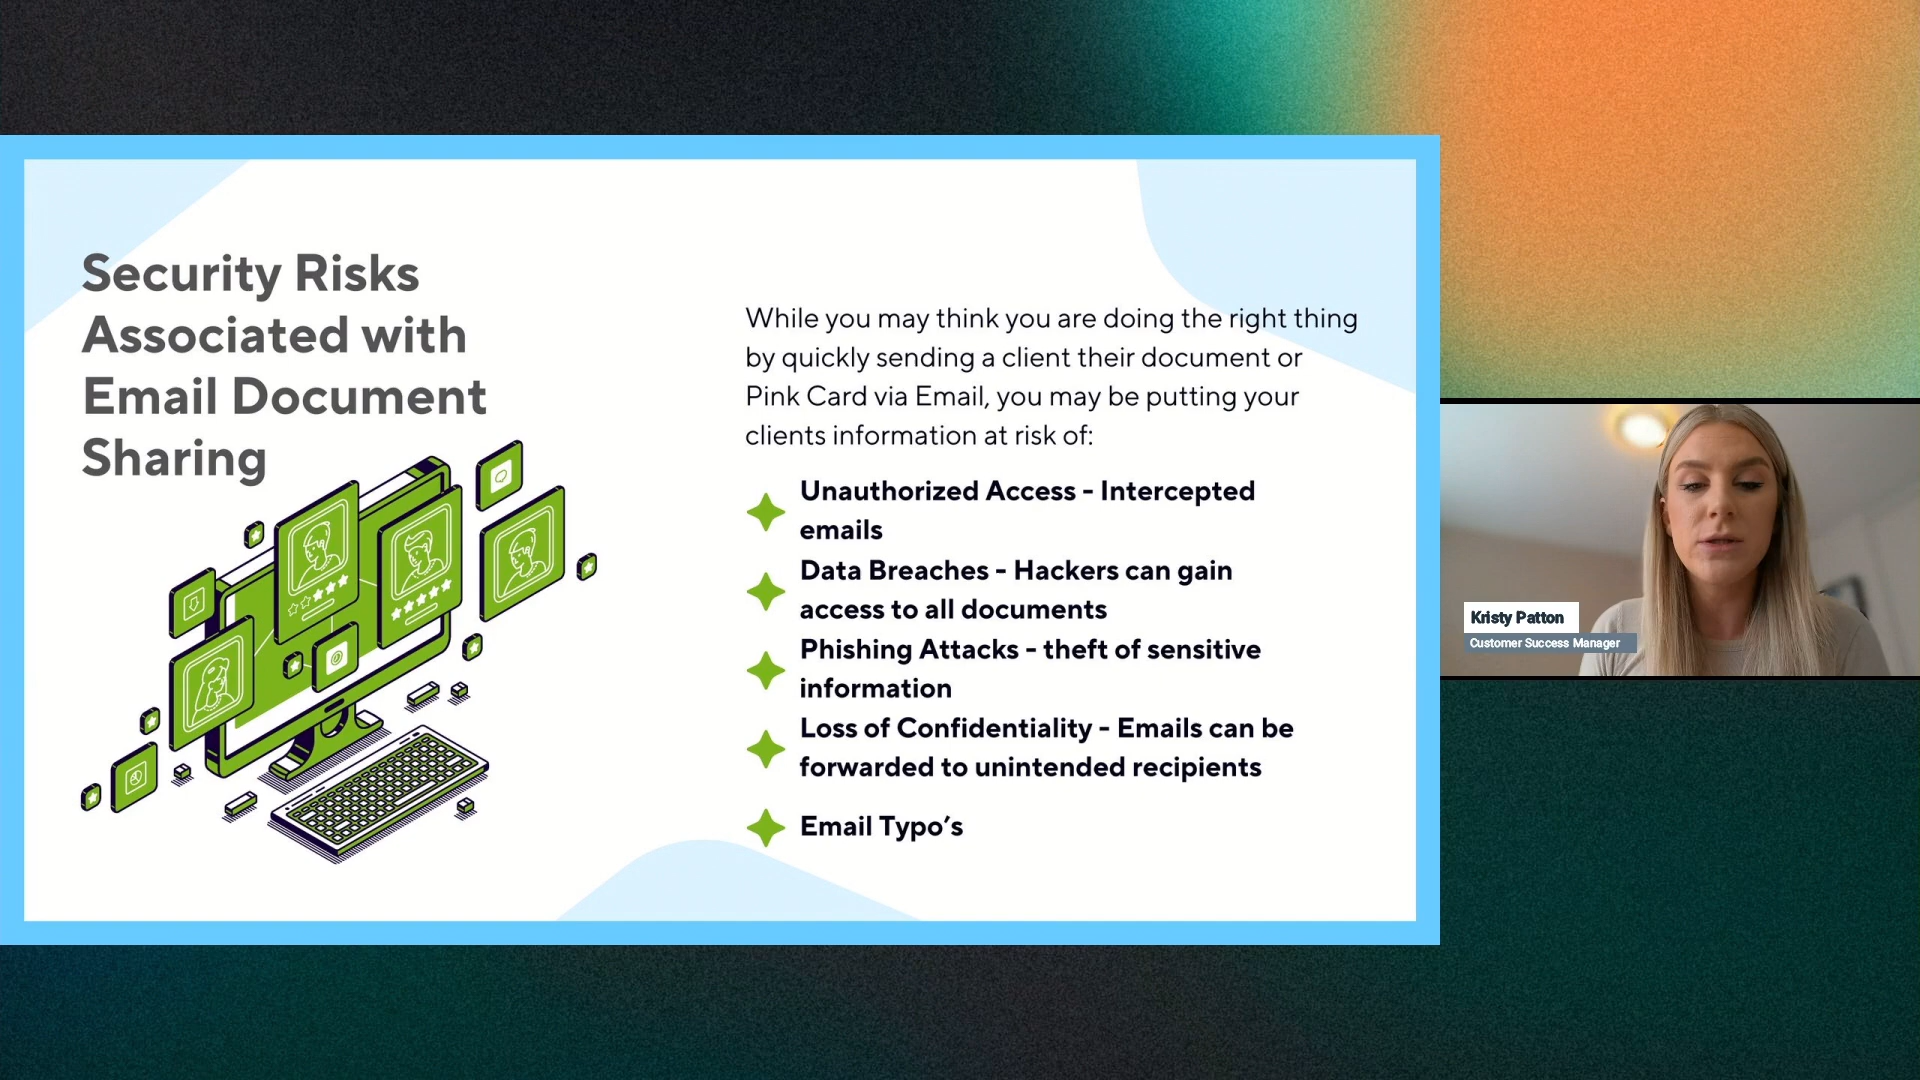 Security Risks
Associated with
Email Document
Sharing
While you may think you are doing the right thing
by quickly sending a client their document or
Pink Card via Email, you may be putting your
clients information at risk of:
Unauthorized Access - Intercepted
emails
Data Breaches - Hackers can gain
access to all documents
Phishing Attacks - theft of sensitive
information
Loss of Confidentiality - Emails can be
forwarded to unintended recipients
Email Typo’s
Kristy Patton
Customer Success Manager